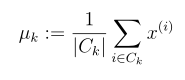 μ_k := \frac{1}{|C_k|} \sum_{i \in C_k} x^{(i)}